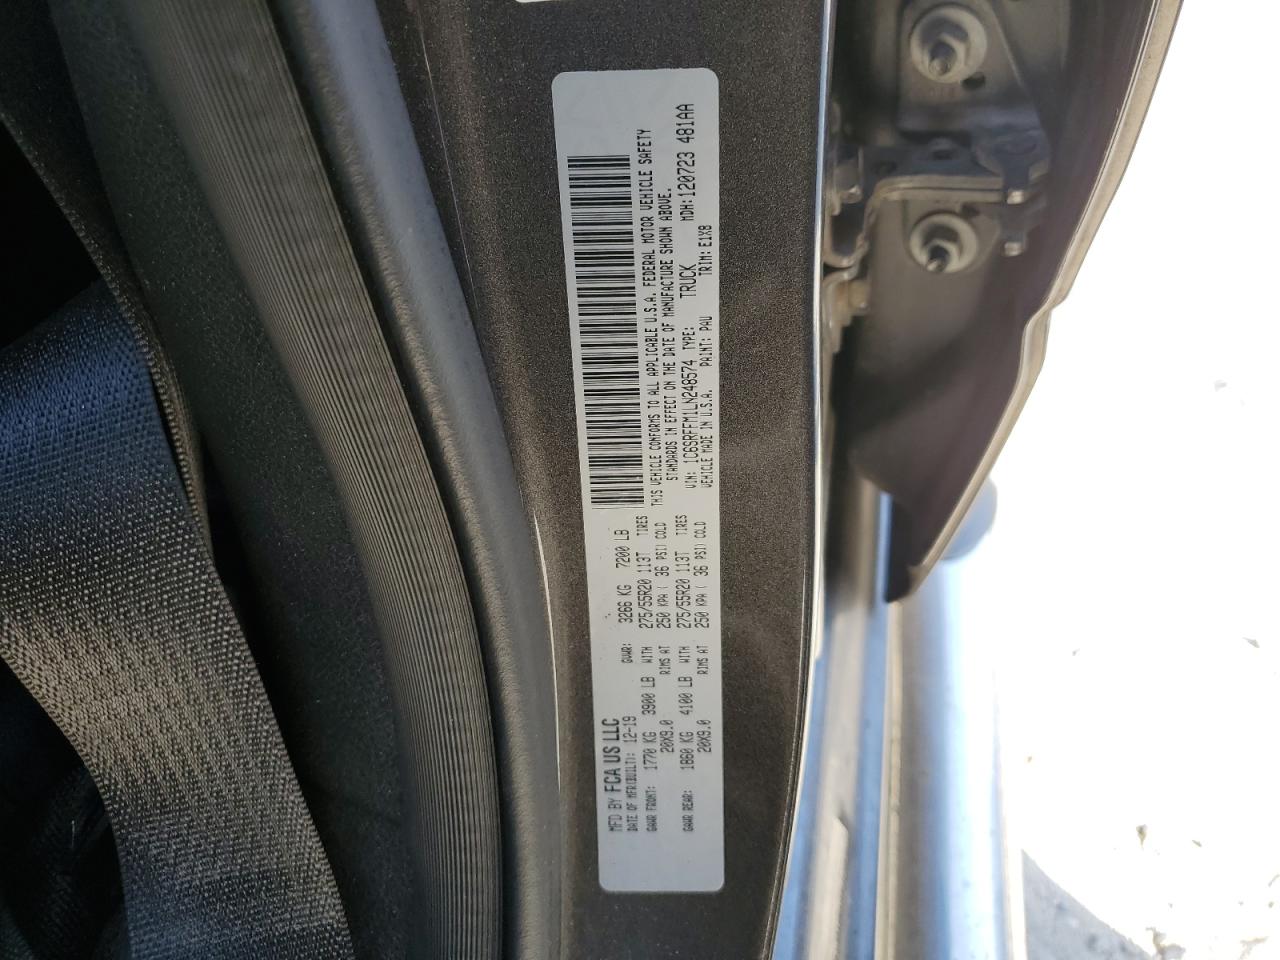 MFD BY FCA US LLC
DATE OF MFR(BUILT): 12-19 GVWR: 3266 KG 7200 LB
GAWR FRONT: 1770 KG 3900 LB WITH 275/55R20 113T TIRES
20X9.0 RIMS AT 250 KPA ( 36 PSI) COLD
GAWR REAR: 1860 KG 4100 LB WITH 275/55R20 113T TIRES
20X9.0 RIMS AT 250 KPA ( 36 PSI) COLD
THIS VEHICLE CONFORMS TO ALL APPLICABLE U.S.A. FEDERAL MOTOR VEHICLE SAFETY
STANDARDS IN EFFECT ON THE DATE OF MANUFACTURE SHOWN ABOVE.
VIN: 1C6SRFFM1LN248574 TYPE: TRUCK MDH: 120723 481AA
VEHICLE MADE IN U.S.A. PAINT: PAU TRIM: E1X8